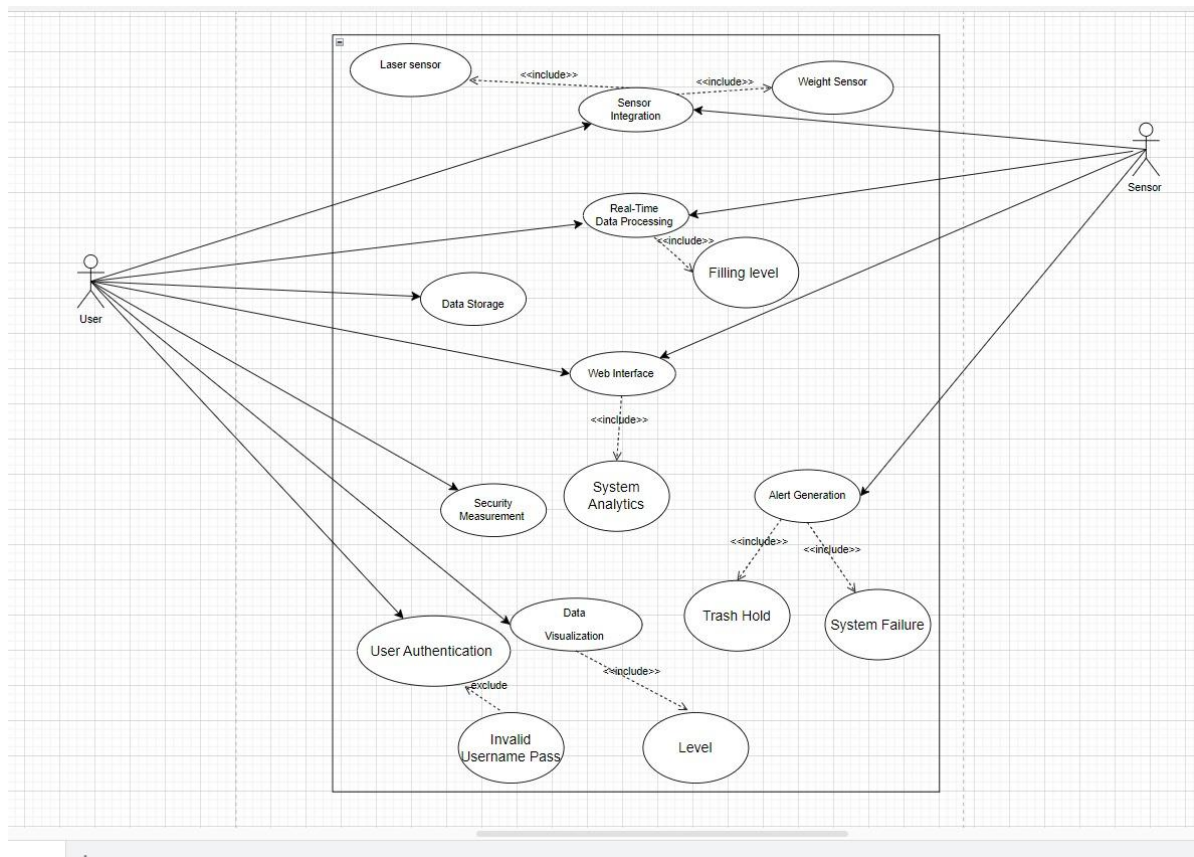 Laser sensor
<<include>>
<<include>>
Weight Sensor
Sensor
Integration
Sensor
Real-Time
Data Processing
<<include>>
Filling level
User
Data Storage
Web Interface
<<include>>
System
Analytics
Alert Generation
Security
Measurement
<<include>>
<<include>>
Data
Visualization
Trash Hold
System Failure
User Authentication
<<include>>
exclude
Invalid
Username Pass
Level